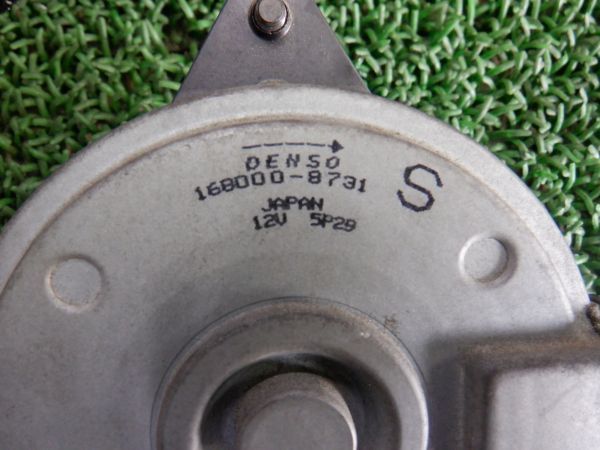 DENSO
168000-8731
S
JAPAN
12V 5P29